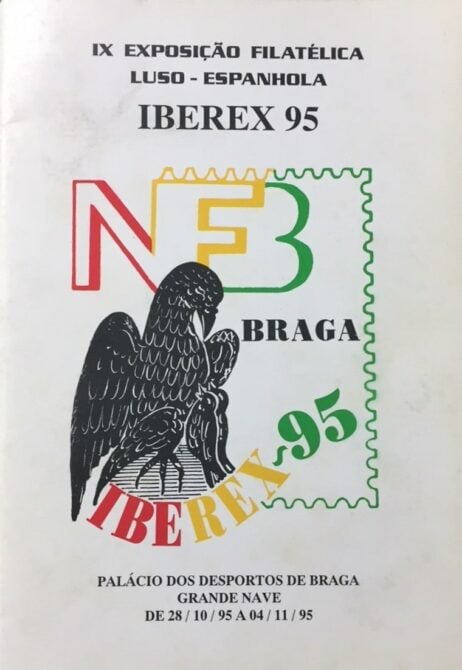 IX EXPOSIÇÃO FILATÉLICA
LUSO - ESPANHOLA
IBEREX 95
NFB
BRAGA
IBEREX-95
PALÁCIO DOS DESPORTOS DE BRAGA
GRANDE NAVE
DE 28 / 10 / 95 A 04 / 11 / 95